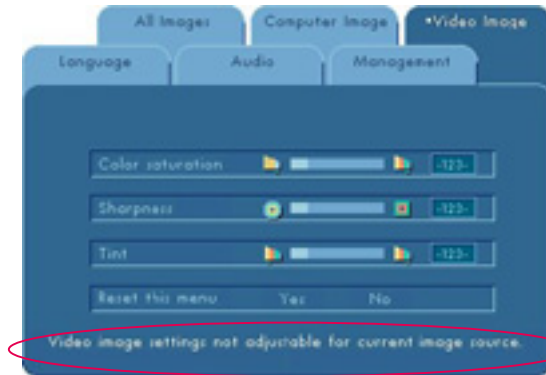 All Images Computer Image •Video Image
Language Audio Management
Color saturation -123-
Sharpness -123-
Tint -123-
Reset this menu Yes No
Video image settings not adjustable for current image source.